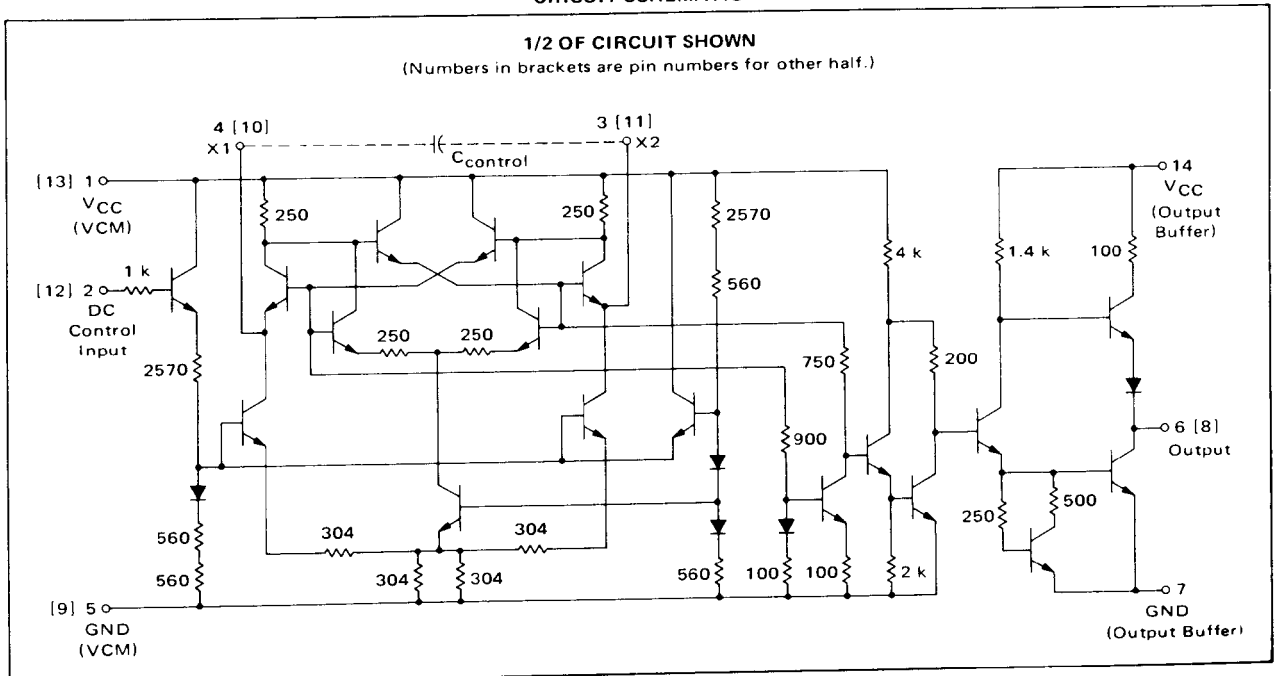 1/2 OF CIRCUIT SHOWN
(Numbers in brackets are pin numbers for other half.)
4 [10]
X1
3 [11]
X2
Ccontrol
[13] 1
VCC
(VCM)
250
250
2570
560
4 k
1.4 k
100
14
VCC
(Output
Buffer)
1 k
[12] 2
DC
Control
Input
2570
250
250
750
200
900
6 [8]
Output
304
304
304
304
560
560
560
100
100
2 k
250
500
[9] 5
GND
(VCM)
7
GND
(Output Buffer)